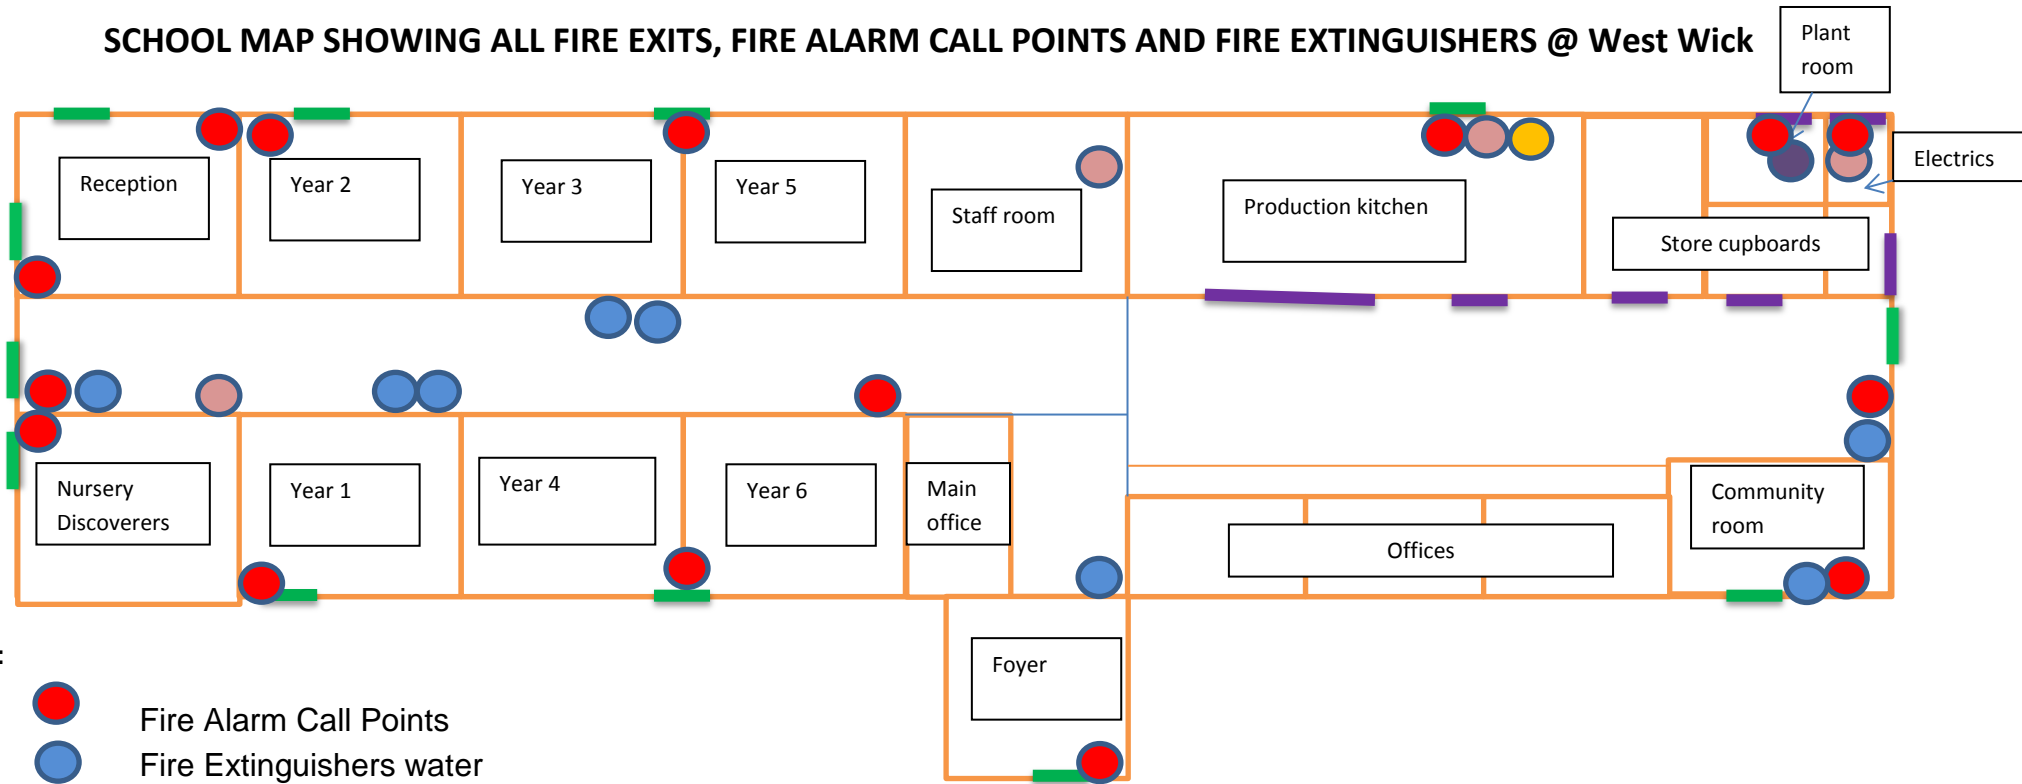 SCHOOL MAP SHOWING ALL FIRE EXITS, FIRE ALARM CALL POINTS AND FIRE EXTINGUISHERS @ West Wick
Plant
room
Electrics
Reception
Year 2
Year 3
Year 5
Staff room
Production kitchen
Store cupboards
Nursery
Discoverers
Year 1
Year 4
Year 6
Main
office
Offices
Community
room
Foyer
:
Fire Alarm Call Points
Fire Extinguishers water